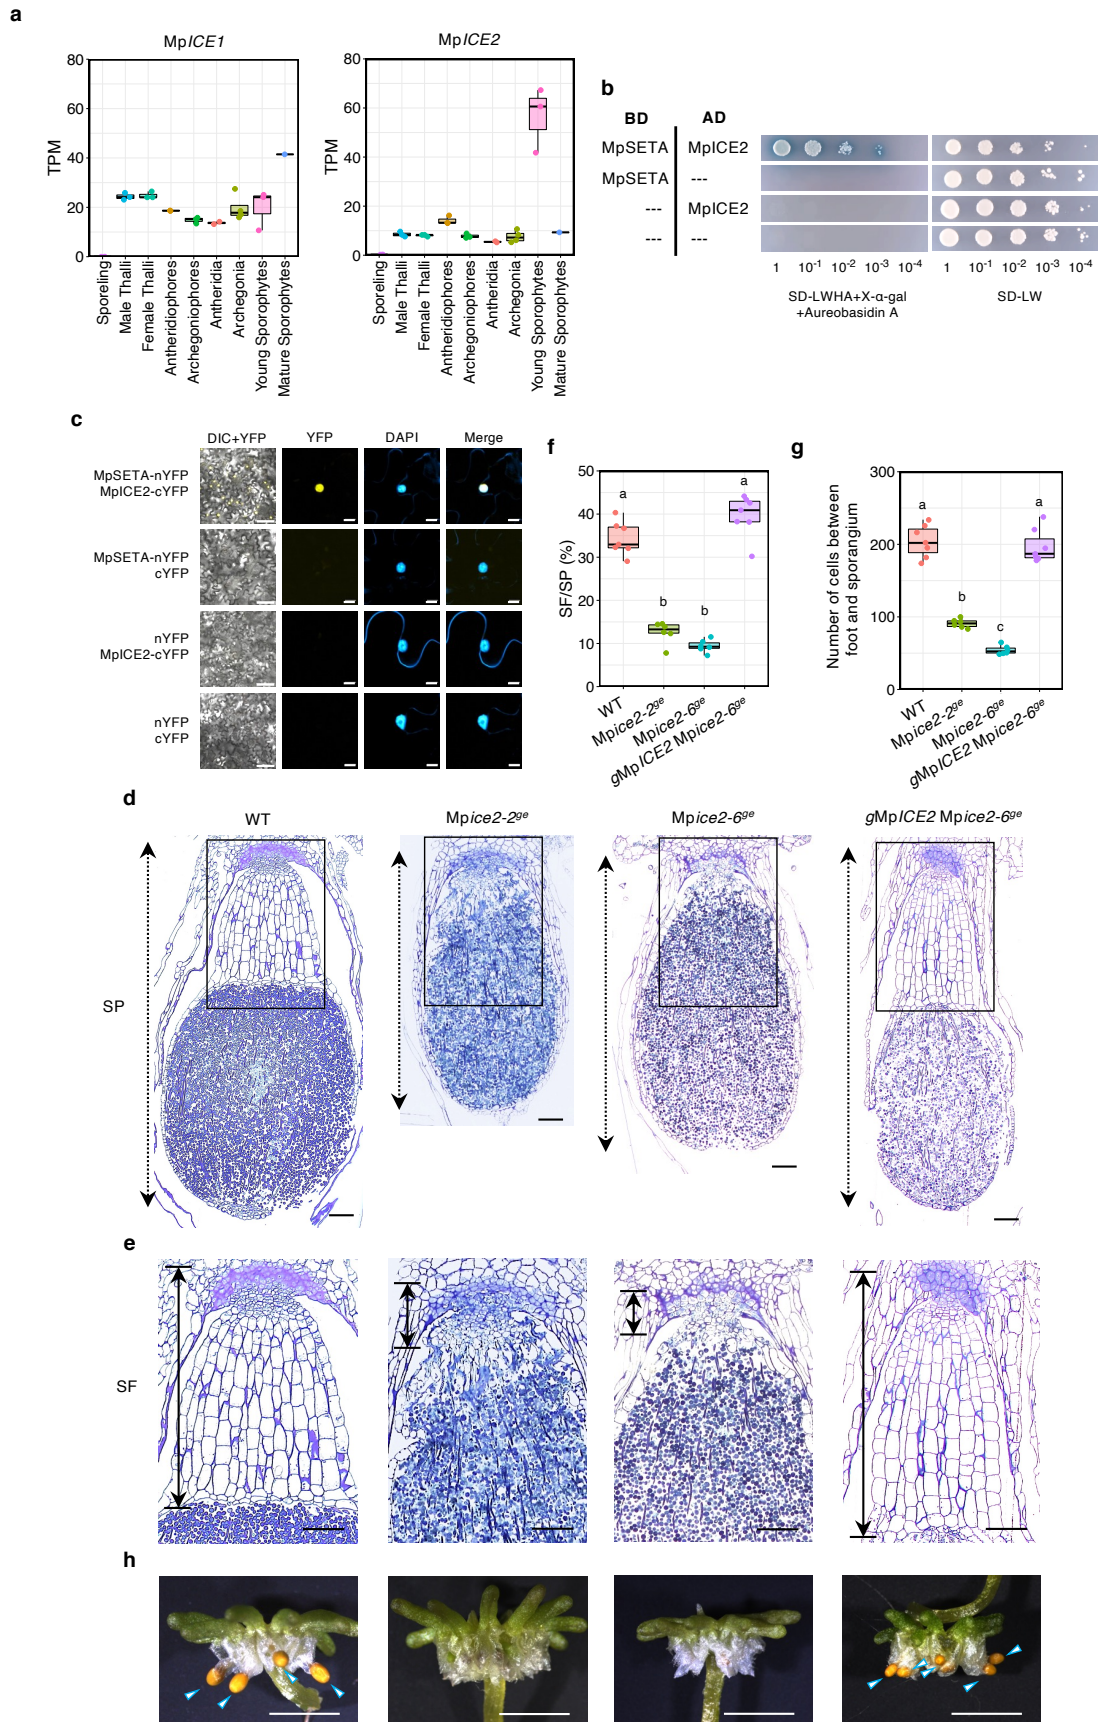 a
MpICE1
MpICE2
TPM
80
60
40
20
0
Sporeling
Male Thalli
Female Thalli
Antheridiophores
Archegoniophores
Antheridia
Archegonia
Young Sporophytes
Mature Sporophytes
TPM
80
60
40
20
0
Sporeling
Male Thalli
Female Thalli
Antheridiophores
Archegoniophores
Antheridia
Archegonia
Young Sporophytes
Mature Sporophytes
b
BD AD
MpSETA MpICE2
MpSETA ---
--- MpICE2
--- ---
1 10⁻¹ 10⁻² 10⁻³ 10⁻⁴ 1 10⁻¹ 10⁻² 10⁻³ 10⁻⁴
SD-LWHA+X-α-gal
+Aureobasidin A
SD-LW
c
DIC+YFP YFP DAPI Merge
MpSETA-nYFP
MpICE2-cYFP
MpSETA-nYFP
cYFP
nYFP
MpICE2-cYFP
nYFP
cYFP
f
SF/SP (%)
50
40
30
20
10
0
a
b
b
a
WT
Mpice2-2ᵍᵉ
Mpice2-6ᵍᵉ
gMpICE2 Mpice2-6ᵍᵉ
g
Number of cells between
foot and sporangium
300
200
100
0
a
b
c
a
WT
Mpice2-2ᵍᵉ
Mpice2-6ᵍᵉ
gMpICE2 Mpice2-6ᵍᵉ
d
WT Mpice2-2ᵍᵉ Mpice2-6ᵍᵉ gMpICE2 Mpice2-6ᵍᵉ
SP
e
SF
h